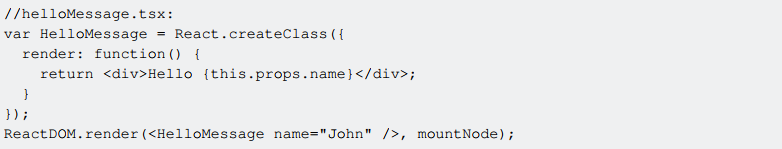 //helloMessage.tsx:
var HelloMessage = React.createClass({
  render: function() {
    return <div>Hello {this.props.name}</div>;
  }
});
ReactDOM.render(<HelloMessage name="John" />, mountNode);